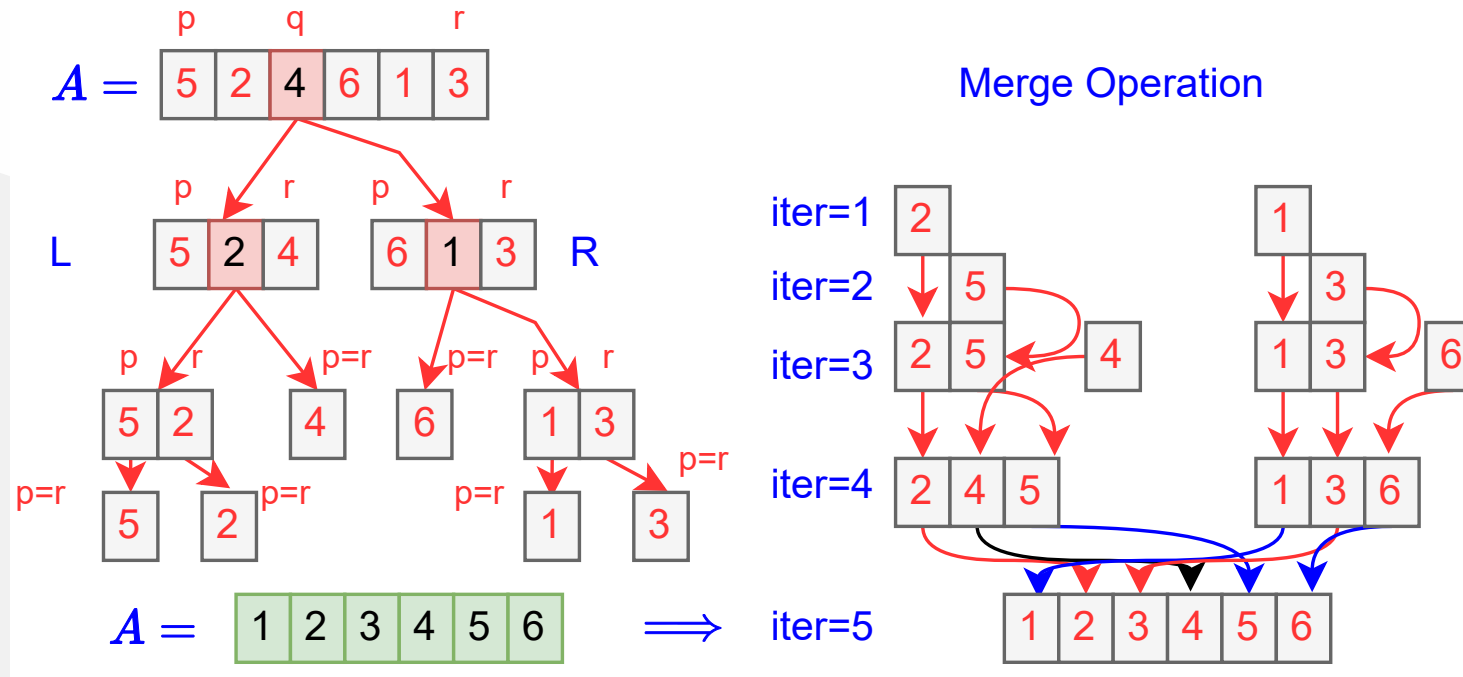 p q r
A = 5 2 4 6 1 3
Merge Operation
p r p r
L 5 2 4 6 1 3 R
p r p=r p=r p r
5 2 4 6 1 3
p=r p=r p=r p=r
5 2 1 3
A = 1 2 3 4 5 6 ⟹
iter=1 2 1
iter=2 5 3
iter=3 2 5 4 1 3 6
iter=4 2 4 5 1 3 6
iter=5 1 2 3 4 5 6